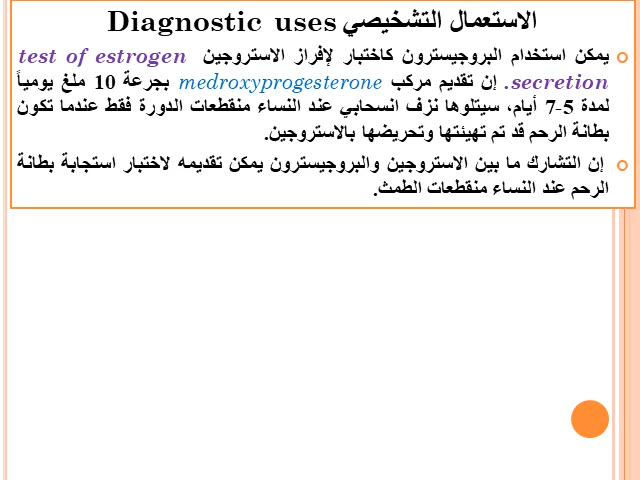 الاستعمال التشخيصي Diagnostic uses
يمكن استخدام البروجيسترون كاختبار لإفراز الاستروجين test of estrogen
secretion. إن تقديم مركب medroxyprogesterone بجرعة 10 ملغ يومياً
لمدة 5-7 أيام، سيتلوها نزف انسحابي عند النساء منقطعات الدورة فقط عندما تكون
بطانة الرحم قد تم تهيئتها وتحريضها بالاستروجين.
إن التشارك ما بين الاستروجين والبروجيسترون يمكن تقديمه لاختبار استجابة بطانة
الرحم عند النساء منقطعات الطمث.